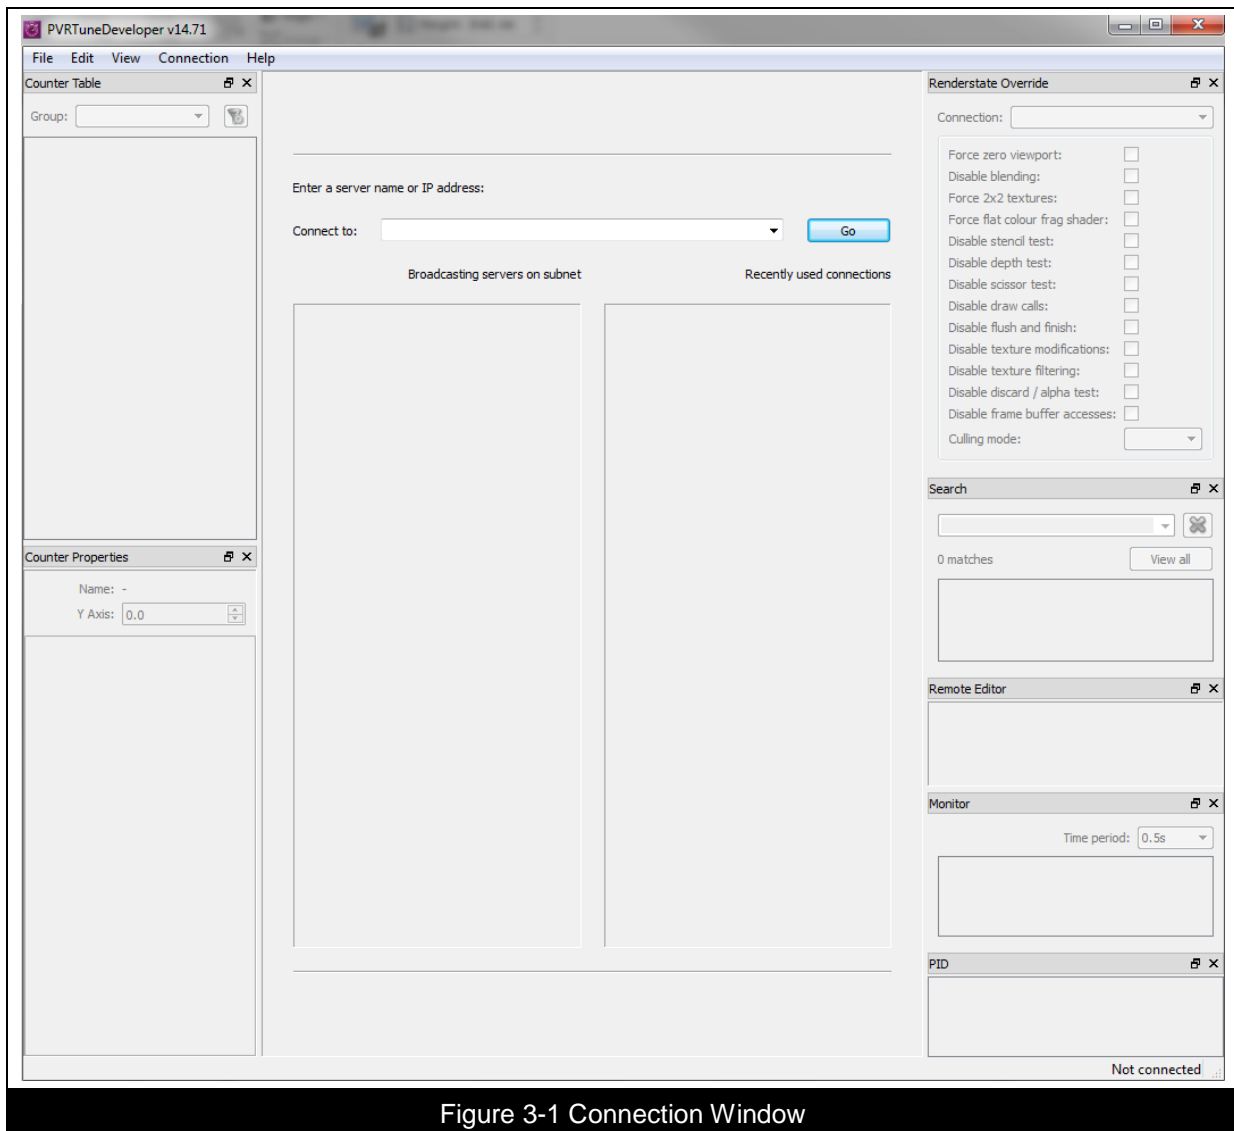 PVRTuneDeveloper v14.71
File Edit View Connection Help
Counter Table
Group:
Counter Properties
Name: -
Y Axis: 0.0
Enter a server name or IP address:
Connect to: Go
Broadcasting servers on subnet Recently used connections
Renderstate Override
Connection:
Force zero viewport:
Disable blending:
Force 2x2 textures:
Force flat colour frag shader:
Disable stencil test:
Disable depth test:
Disable scissor test:
Disable draw calls:
Disable flush and finish:
Disable texture modifications:
Disable texture filtering:
Disable discard / alpha test:
Disable frame buffer accesses:
Culling mode:
Search
0 matches View all
Remote Editor
Monitor
Time period: 0.5s
PID
Not connected
Figure 3-1 Connection Window